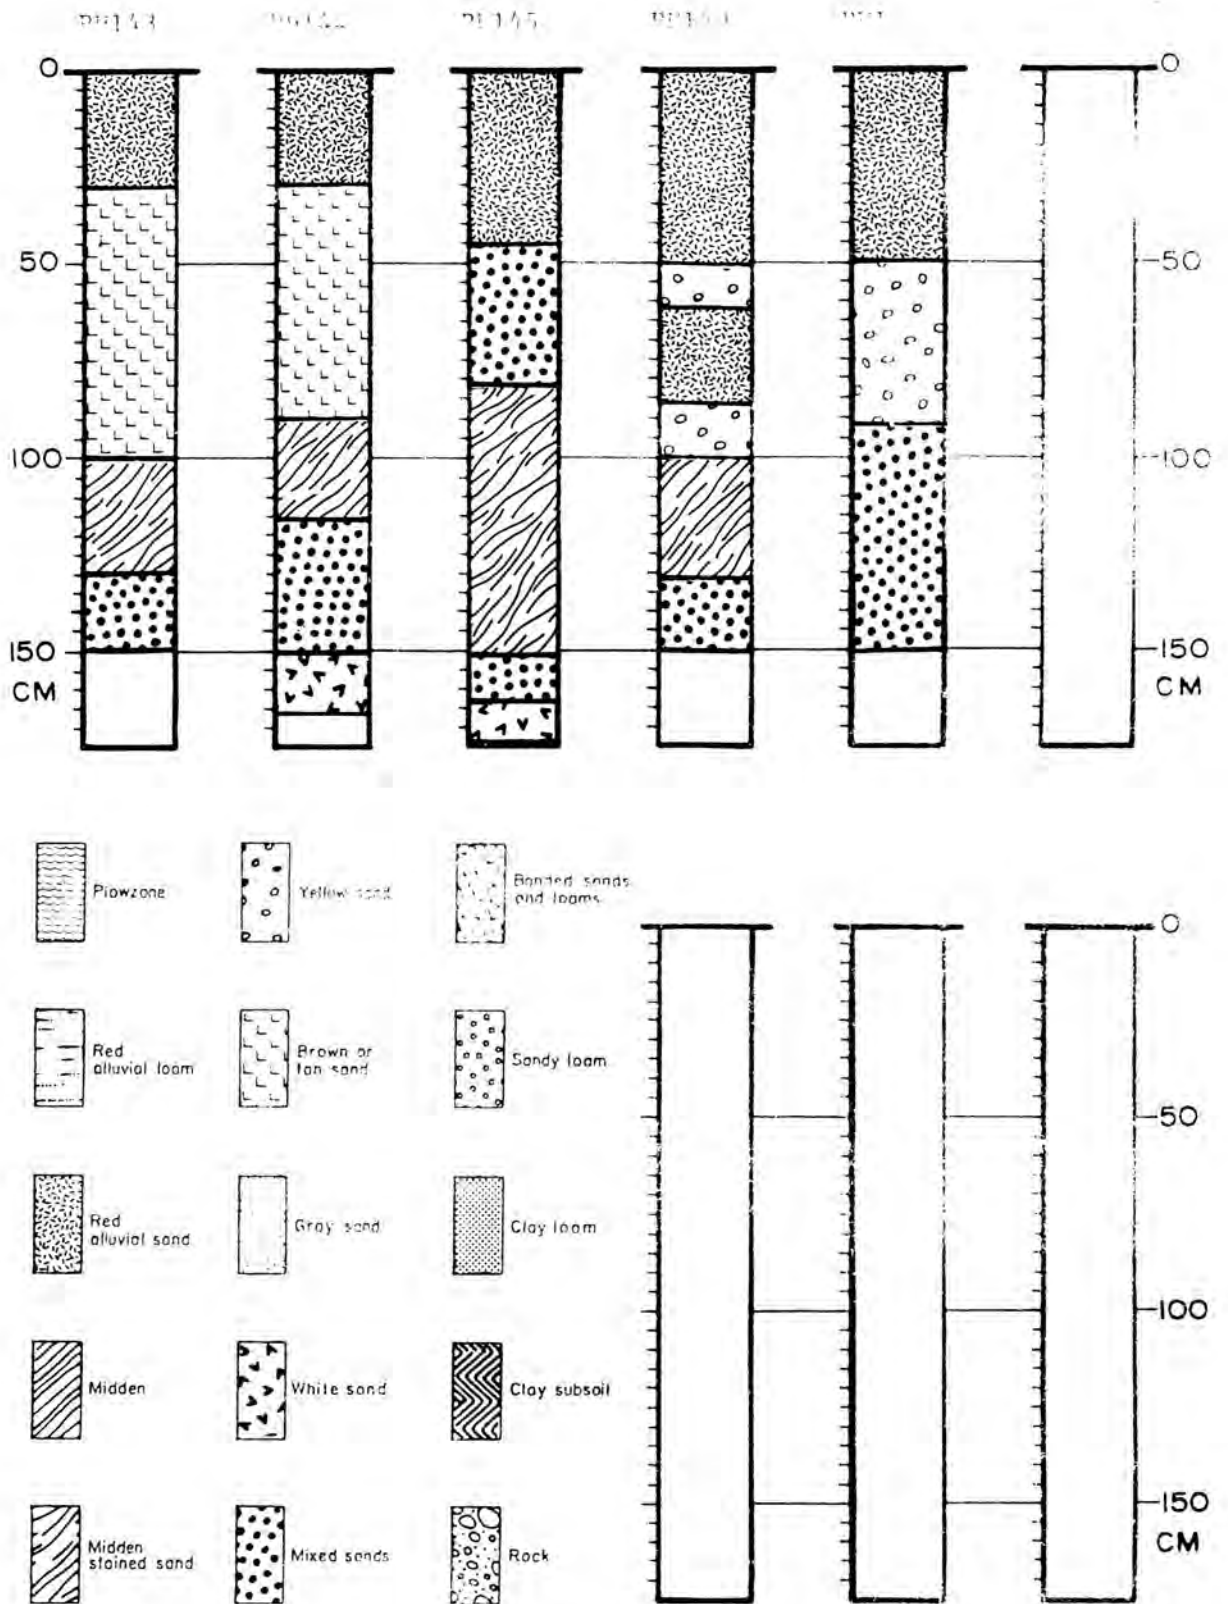 0
50
100
150
CM
0
50
100
150
CM
Plowzone
Yellow sand
Banded sands
and loams
Red
alluvial loam
Brown or
tan sand
Sandy loam
Red
alluvial sand
Gray sand
Clay loam
Midden
White sand
Clay subsoil
Midden
stained sand
Mixed sands
Rock
0
50
100
150
CM